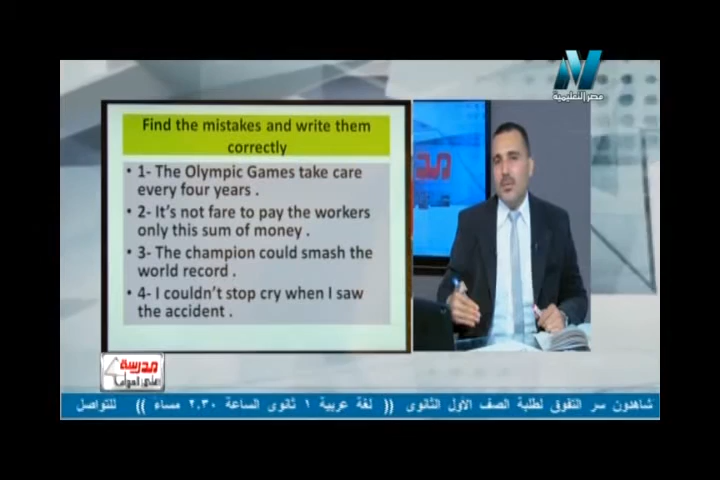 مصر التعليمية
Find the mistakes and write them
correctly
• 1- The Olympic Games take care
every four years .
• 2- It’s not fare to pay the workers
only this sum of money .
• 3- The champion could smash the
world record .
• 4- I couldn’t stop cry when I saw
the accident .
مدرسة
على الهواء
شاهدون سر التفوق لطلبة الصف الأول الثانوى (( لغة عربية ١ ثانوى الساعة ٢.٣٠ مساء )) للتواصل